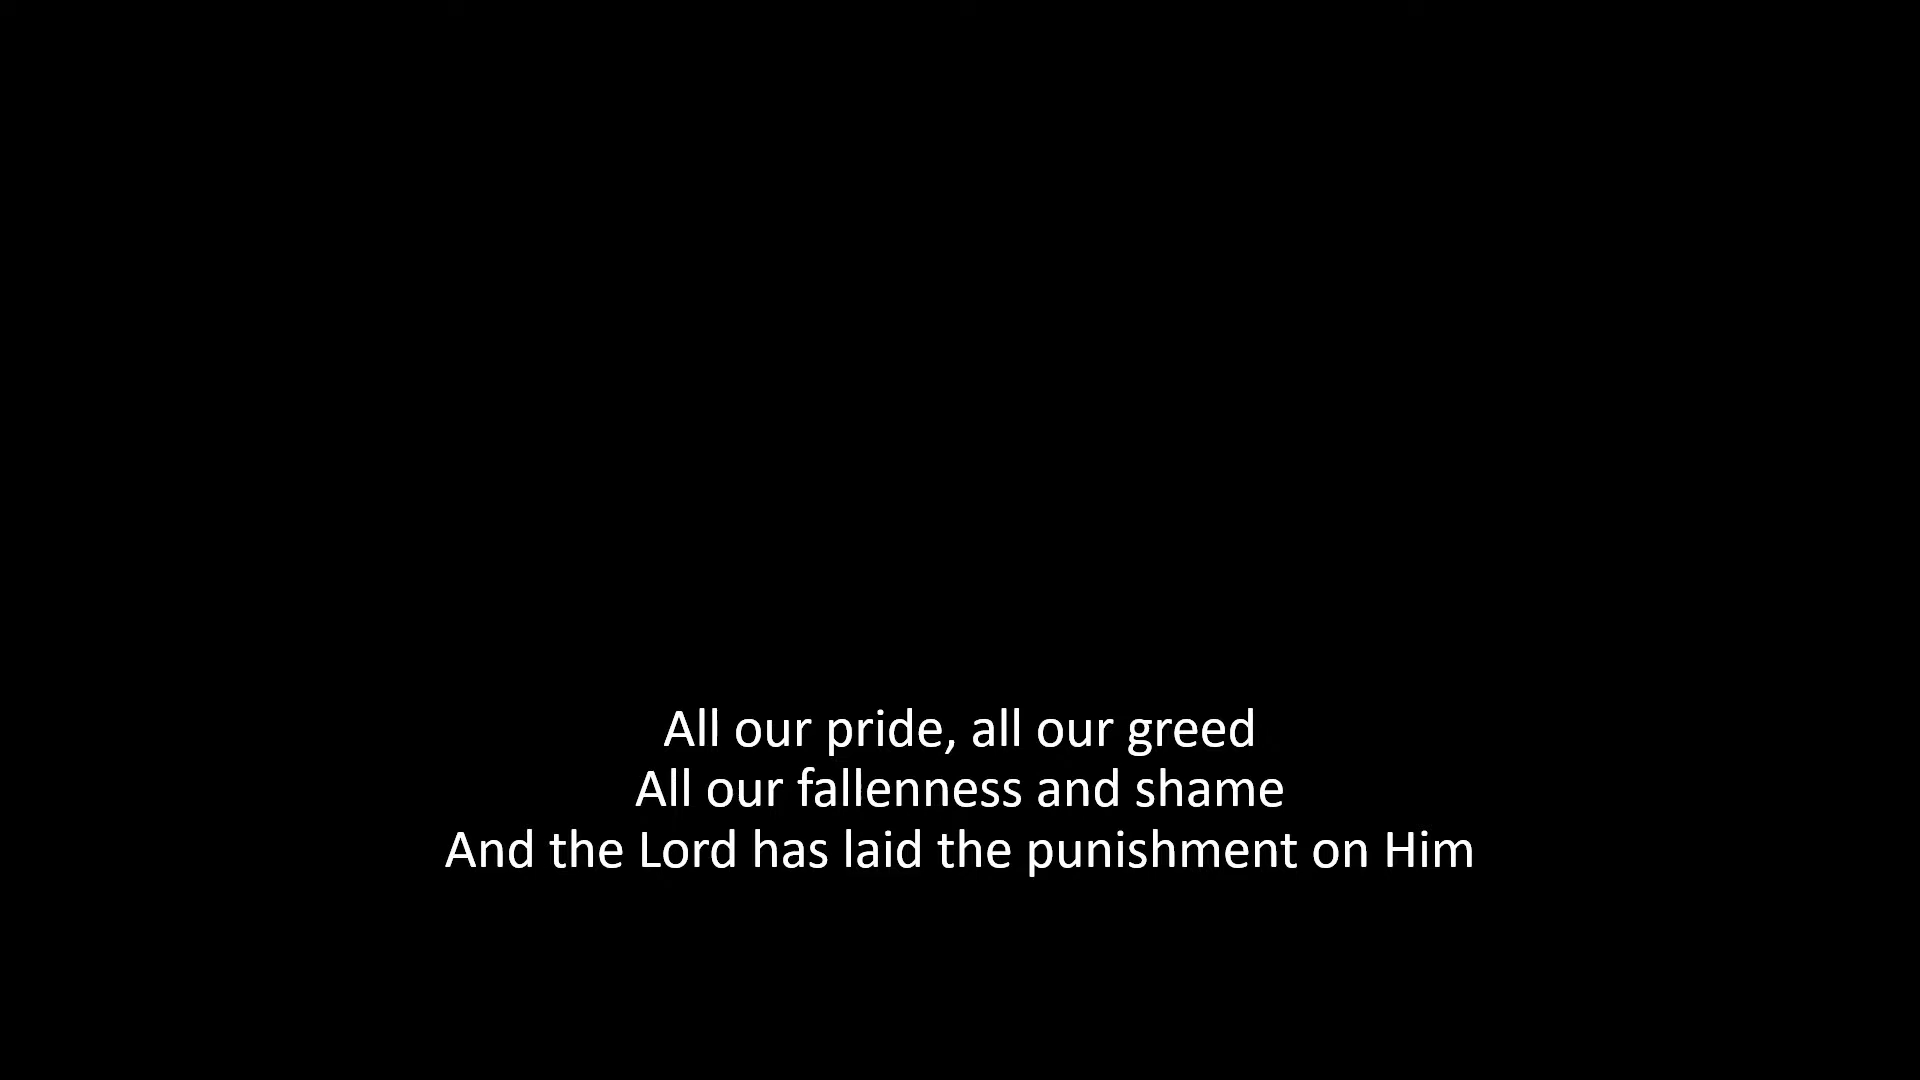 All our pride, all our greed
All our fallenness and shame
And the Lord has laid the punishment on Him